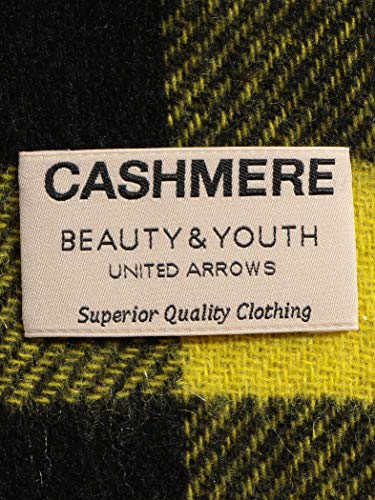 CASHMERE
BEAUTY & YOUTH
UNITED ARROWS
Superior Quality Clothing